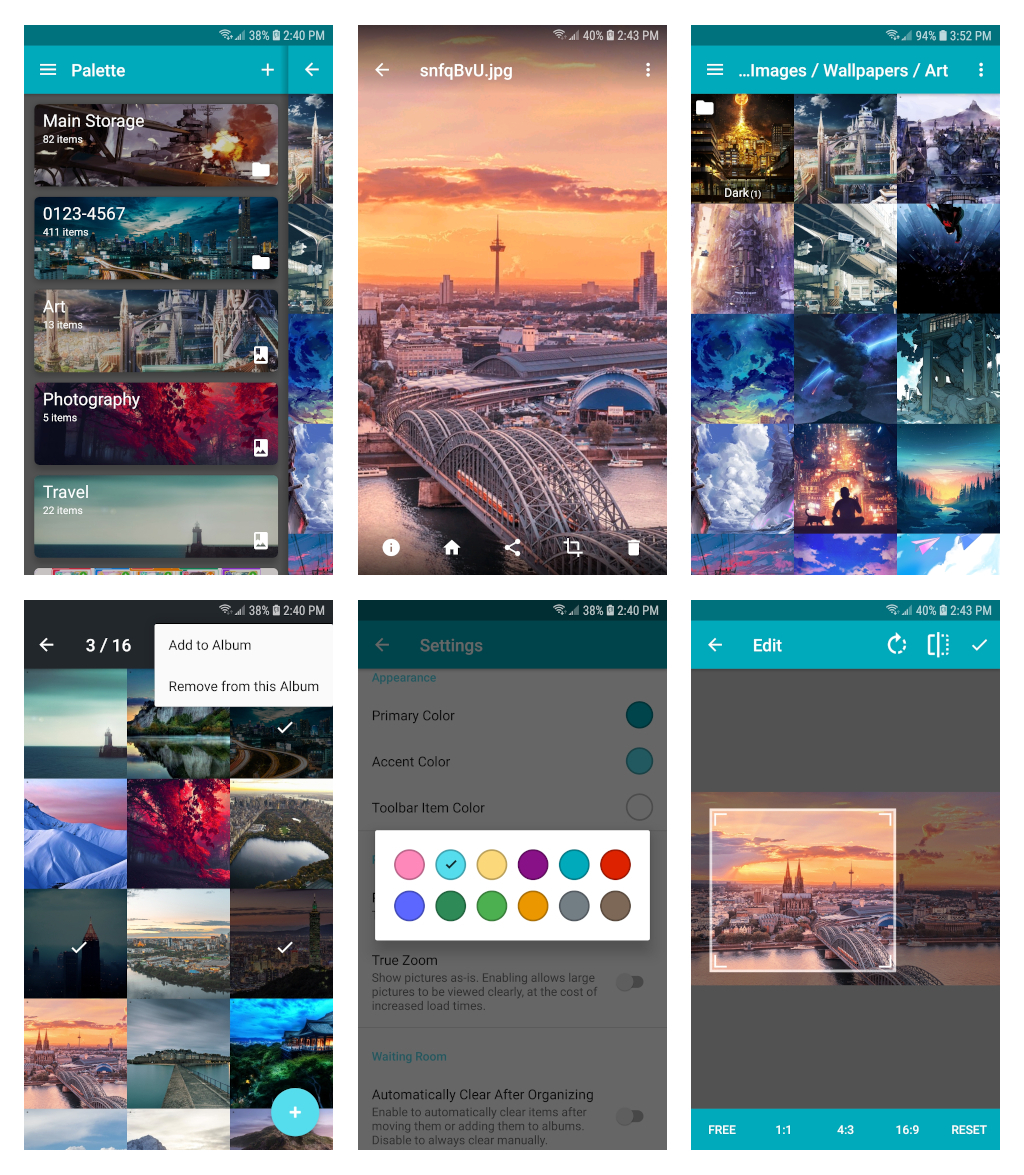 38% 2:40 PM
Palette
Main Storage
82 items
0123-4567
411 items
Art
13 items
Photography
5 items
Travel
22 items
40% 2:43 PM
snfqBvU.jpg
94% 3:52 PM
...Images / Wallpapers / Art
Dark (1)
38% 2:40 PM
3 / 16
Add to Album
Remove from this Album
38% 2:40 PM
Settings
Appearance
Primary Color
Accent Color
Toolbar Item Color
True Zoom
Show pictures as-is. Enabling allows large
pictures to be viewed clearly, at the cost of
increased load times.
Waiting Room
Automatically Clear After Organizing
Enable to automatically clear items after
moving them or adding them to albums.
Disable to always clear manually.
40% 2:43 PM
Edit
FREE 1:1 4:3 16:9 RESET